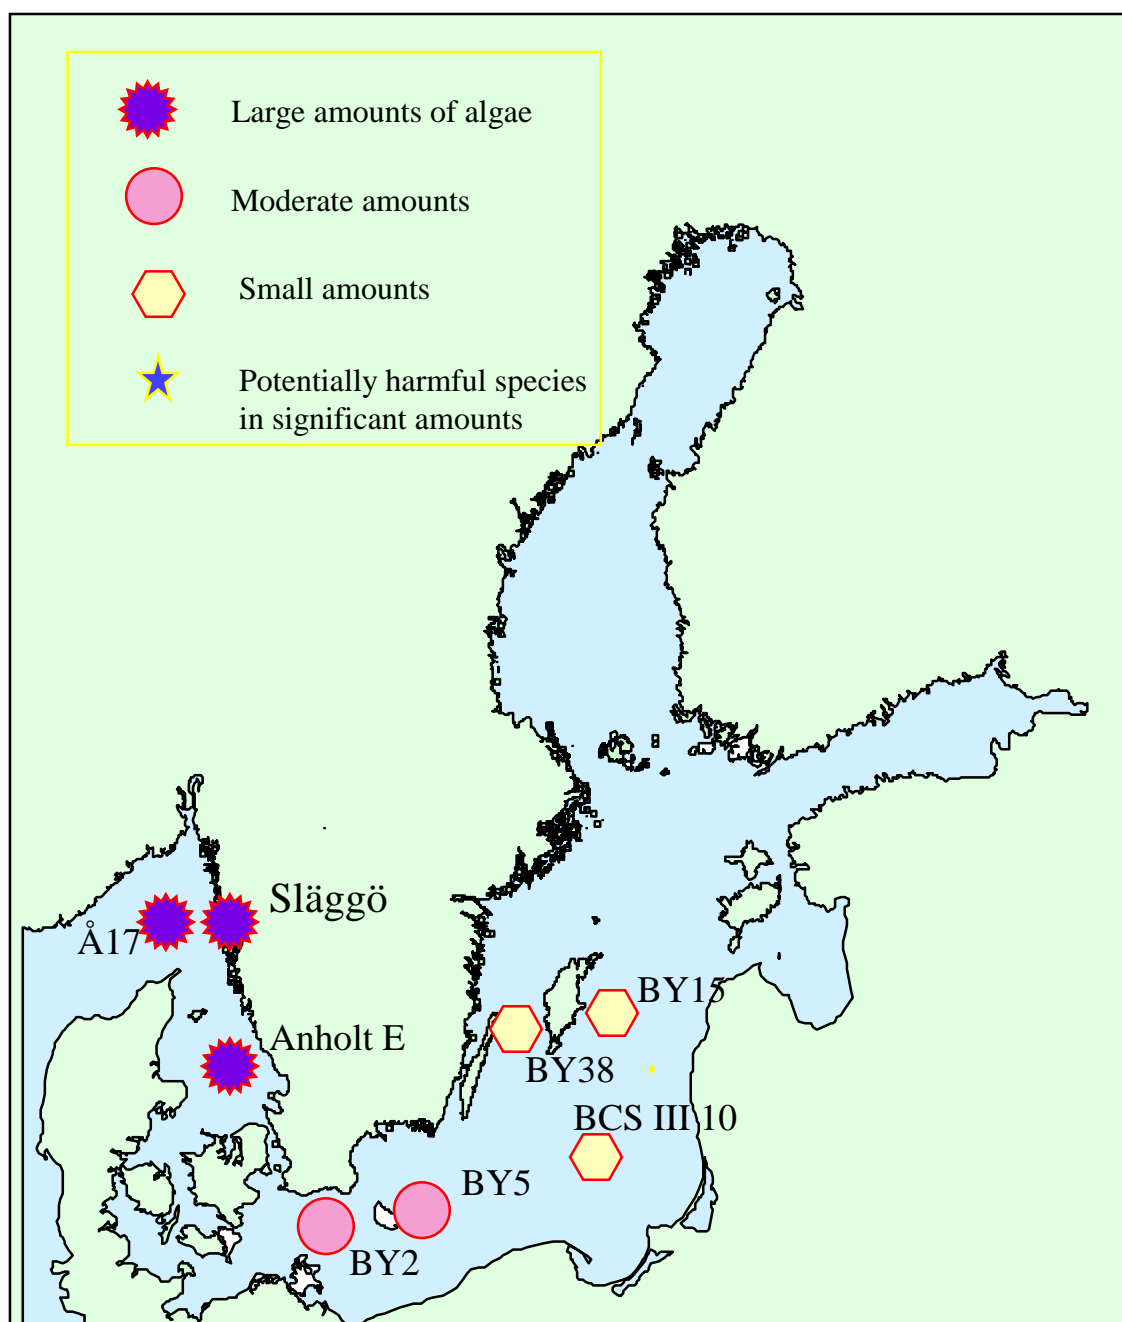 Large amounts of algae
Moderate amounts
Small amounts
Potentially harmful species
in significant amounts
Släggö
Å17
BY15
Anholt E
BY38
BCS III 10
BY5
BY2